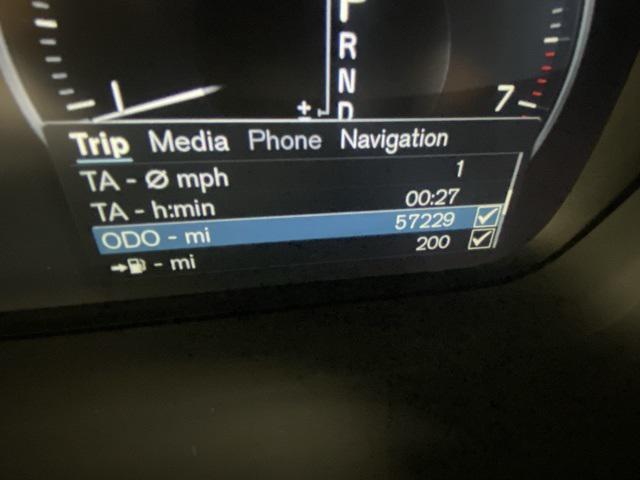 R
N
D
±
7
Trip Media Phone Navigation
TA - Ø mph 1
TA - h:min 00:27
ODO - mi 57229
- mi 200